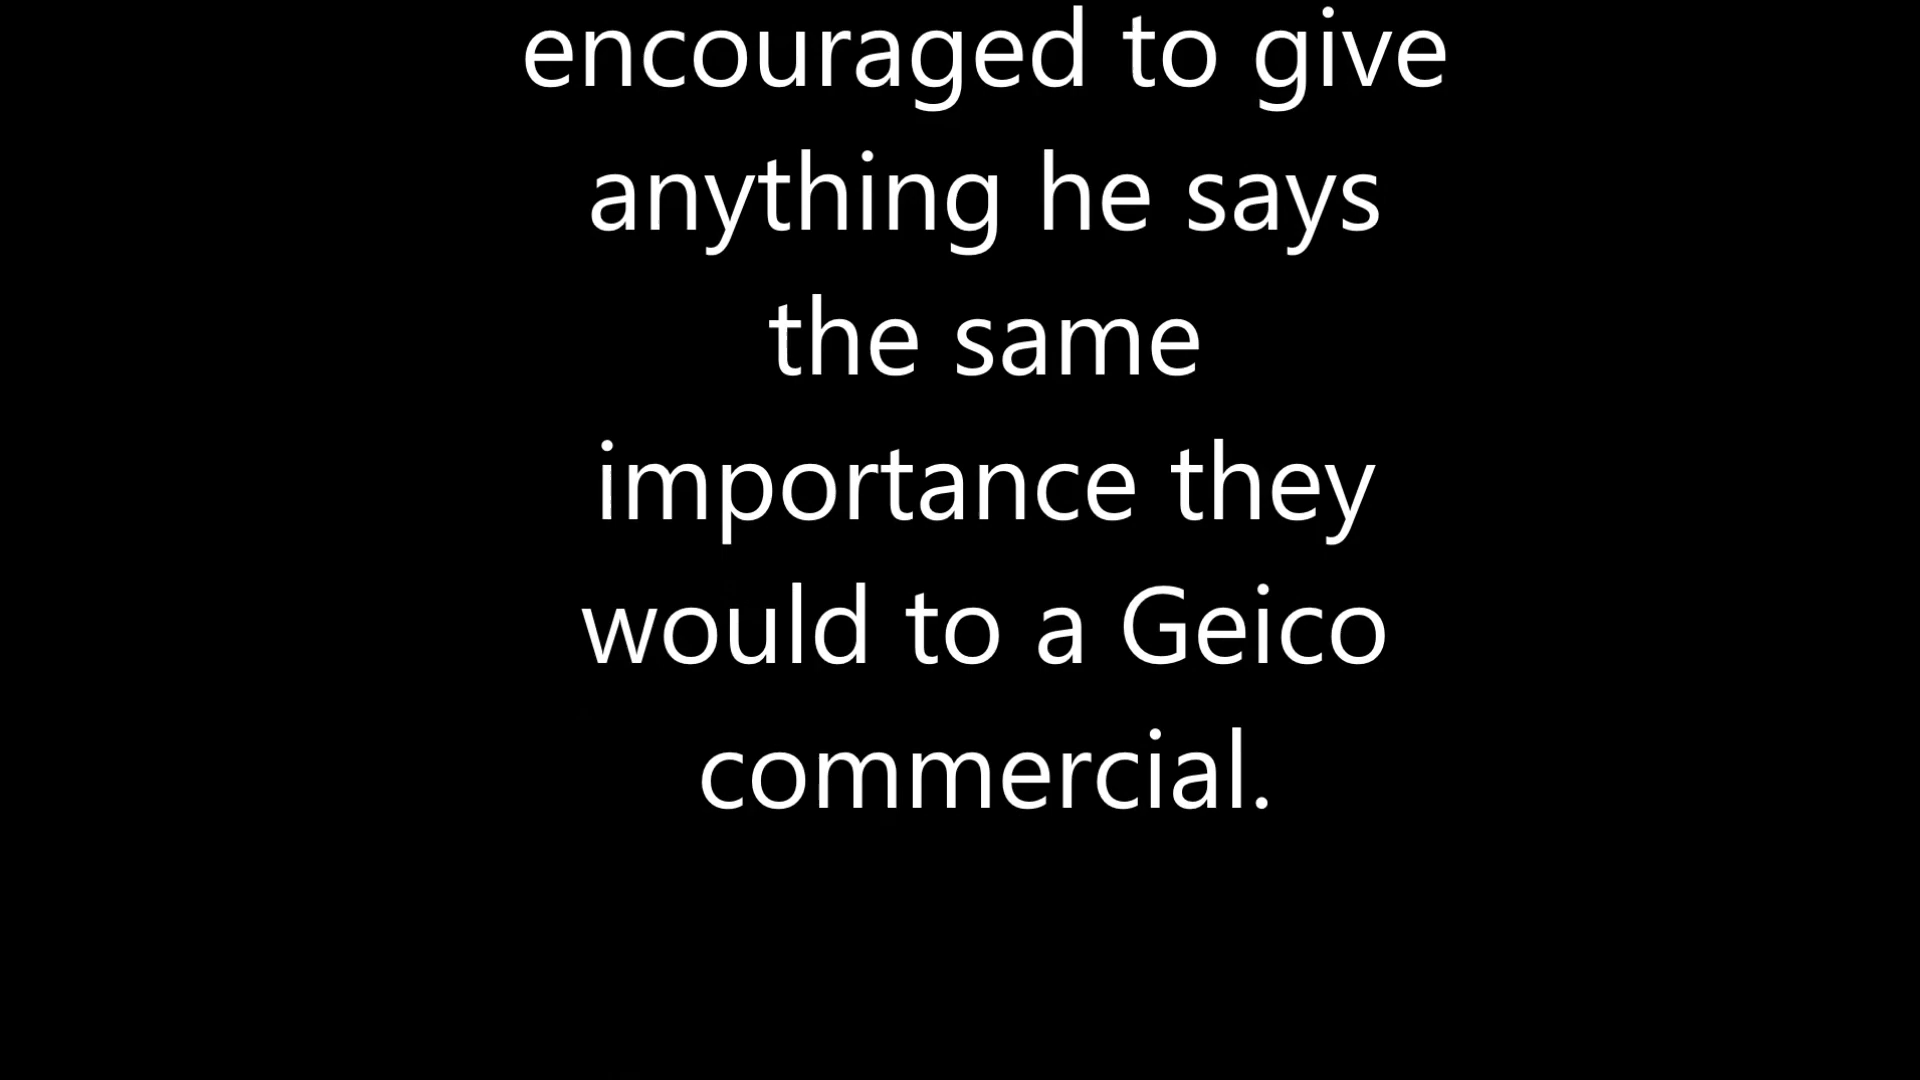 encouraged to give
anything he says
the same
importance they
would to a Geico
commercial.